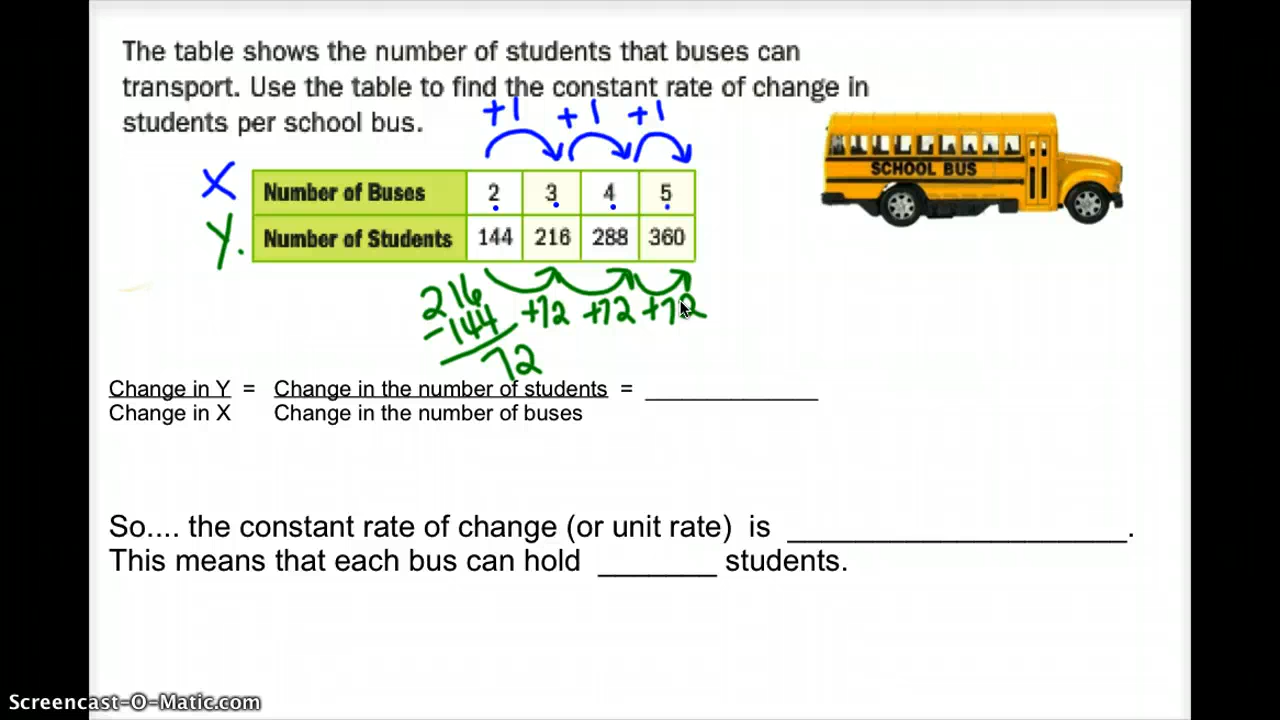 The table shows the number of students that buses can
transport. Use the table to find the constant rate of change in
students per school bus.
+1 +1 +1
SCHOOL BUS
X Number of Buses 2 3 4 5
Y. Number of Students 144 216 288 360
+72 +72 +72
216
-144
72
Change in Y = Change in the number of students = _______________
Change in X Change in the number of buses
So.... the constant rate of change (or unit rate) is ____________________.
This means that each bus can hold _______ students.
Screencast-O-Matic.com